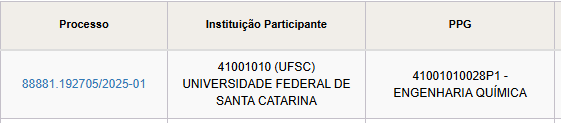 Processo Instituição Participante PPG
88881.192705/2025-01
41001010 (UFSC)
UNIVERSIDADE FEDERAL DE
SANTA CATARINA
41001010028P1 -
ENGENHARIA QUÍMICA